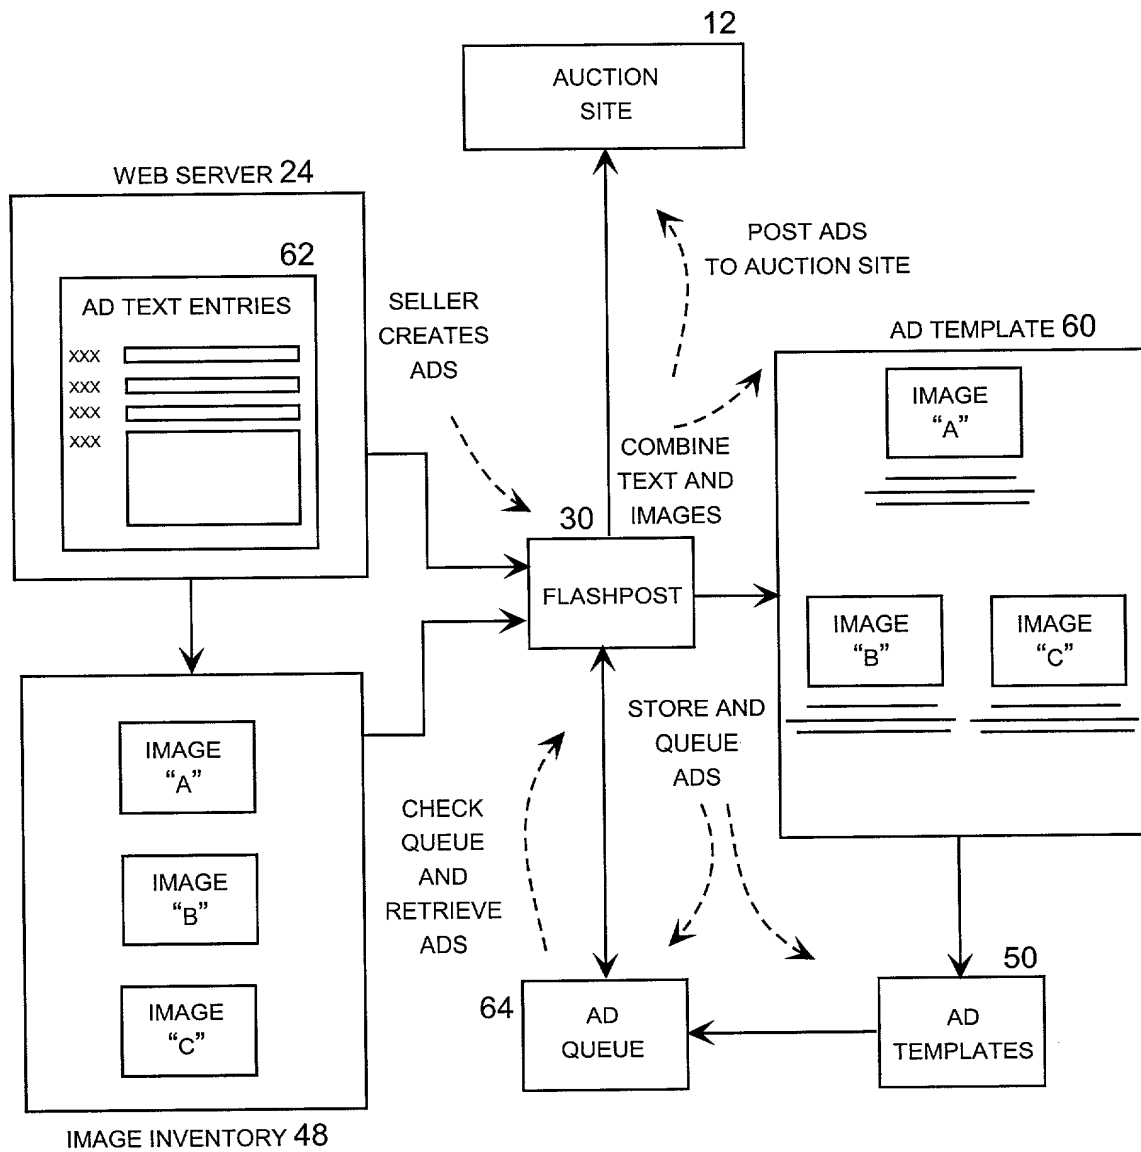 12
AUCTION
SITE
WEB SERVER 24
62
AD TEXT ENTRIES
XXX
XXX
XXX
XXX
SELLER
CREATES
ADS
POST ADS
TO AUCTION SITE
AD TEMPLATE 60
IMAGE
“A”
COMBINE
TEXT AND
IMAGES
30
FLASHPOST
IMAGE
“B”
IMAGE
“C”
STORE AND
QUEUE
ADS
IMAGE
“A”
IMAGE
“B”
IMAGE
“C”
IMAGE INVENTORY 48
CHECK
QUEUE
AND
RETRIEVE
ADS
64
AD
QUEUE
50
AD
TEMPLATES